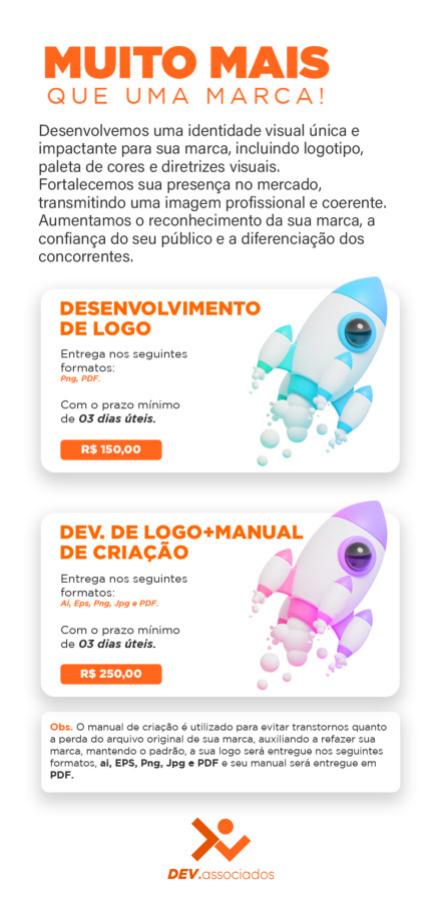 MUITO MAIS
QUE UMA MARCA!
Desenvolvemos uma identidade visual única e
impactante para sua marca, incluindo logotipo,
paleta de cores e diretrizes visuais.
Fortalecemos sua presença no mercado,
transmitindo uma imagem profissional e coerente.
Aumentamos o reconhecimento da sua marca, a
confiança do seu público e a diferenciação dos
concorrentes.
DESENVOLVIMENTO
DE LOGO
Entrega nos seguintes
formatos:
Png, PDF.
Com o prazo mínimo
de 03 dias úteis.
R$ 150,00
DEV. DE LOGO+MANUAL
DE CRIAÇÃO
Entrega nos seguintes
formatos:
Ai, Eps, Png, Jpg e PDF.
Com o prazo mínimo
de 03 dias úteis.
R$ 250,00
Obs. O manual de criação é utilizado para evitar transtornos quanto
a perda do arquivo original de sua marca, auxiliando a refazer sua
marca, mantendo o padrão, a sua logo será entregue nos seguintes
formatos, ai, EPS, Png, Jpg e PDF e seu manual será entregue em
PDF.
DEV.associados